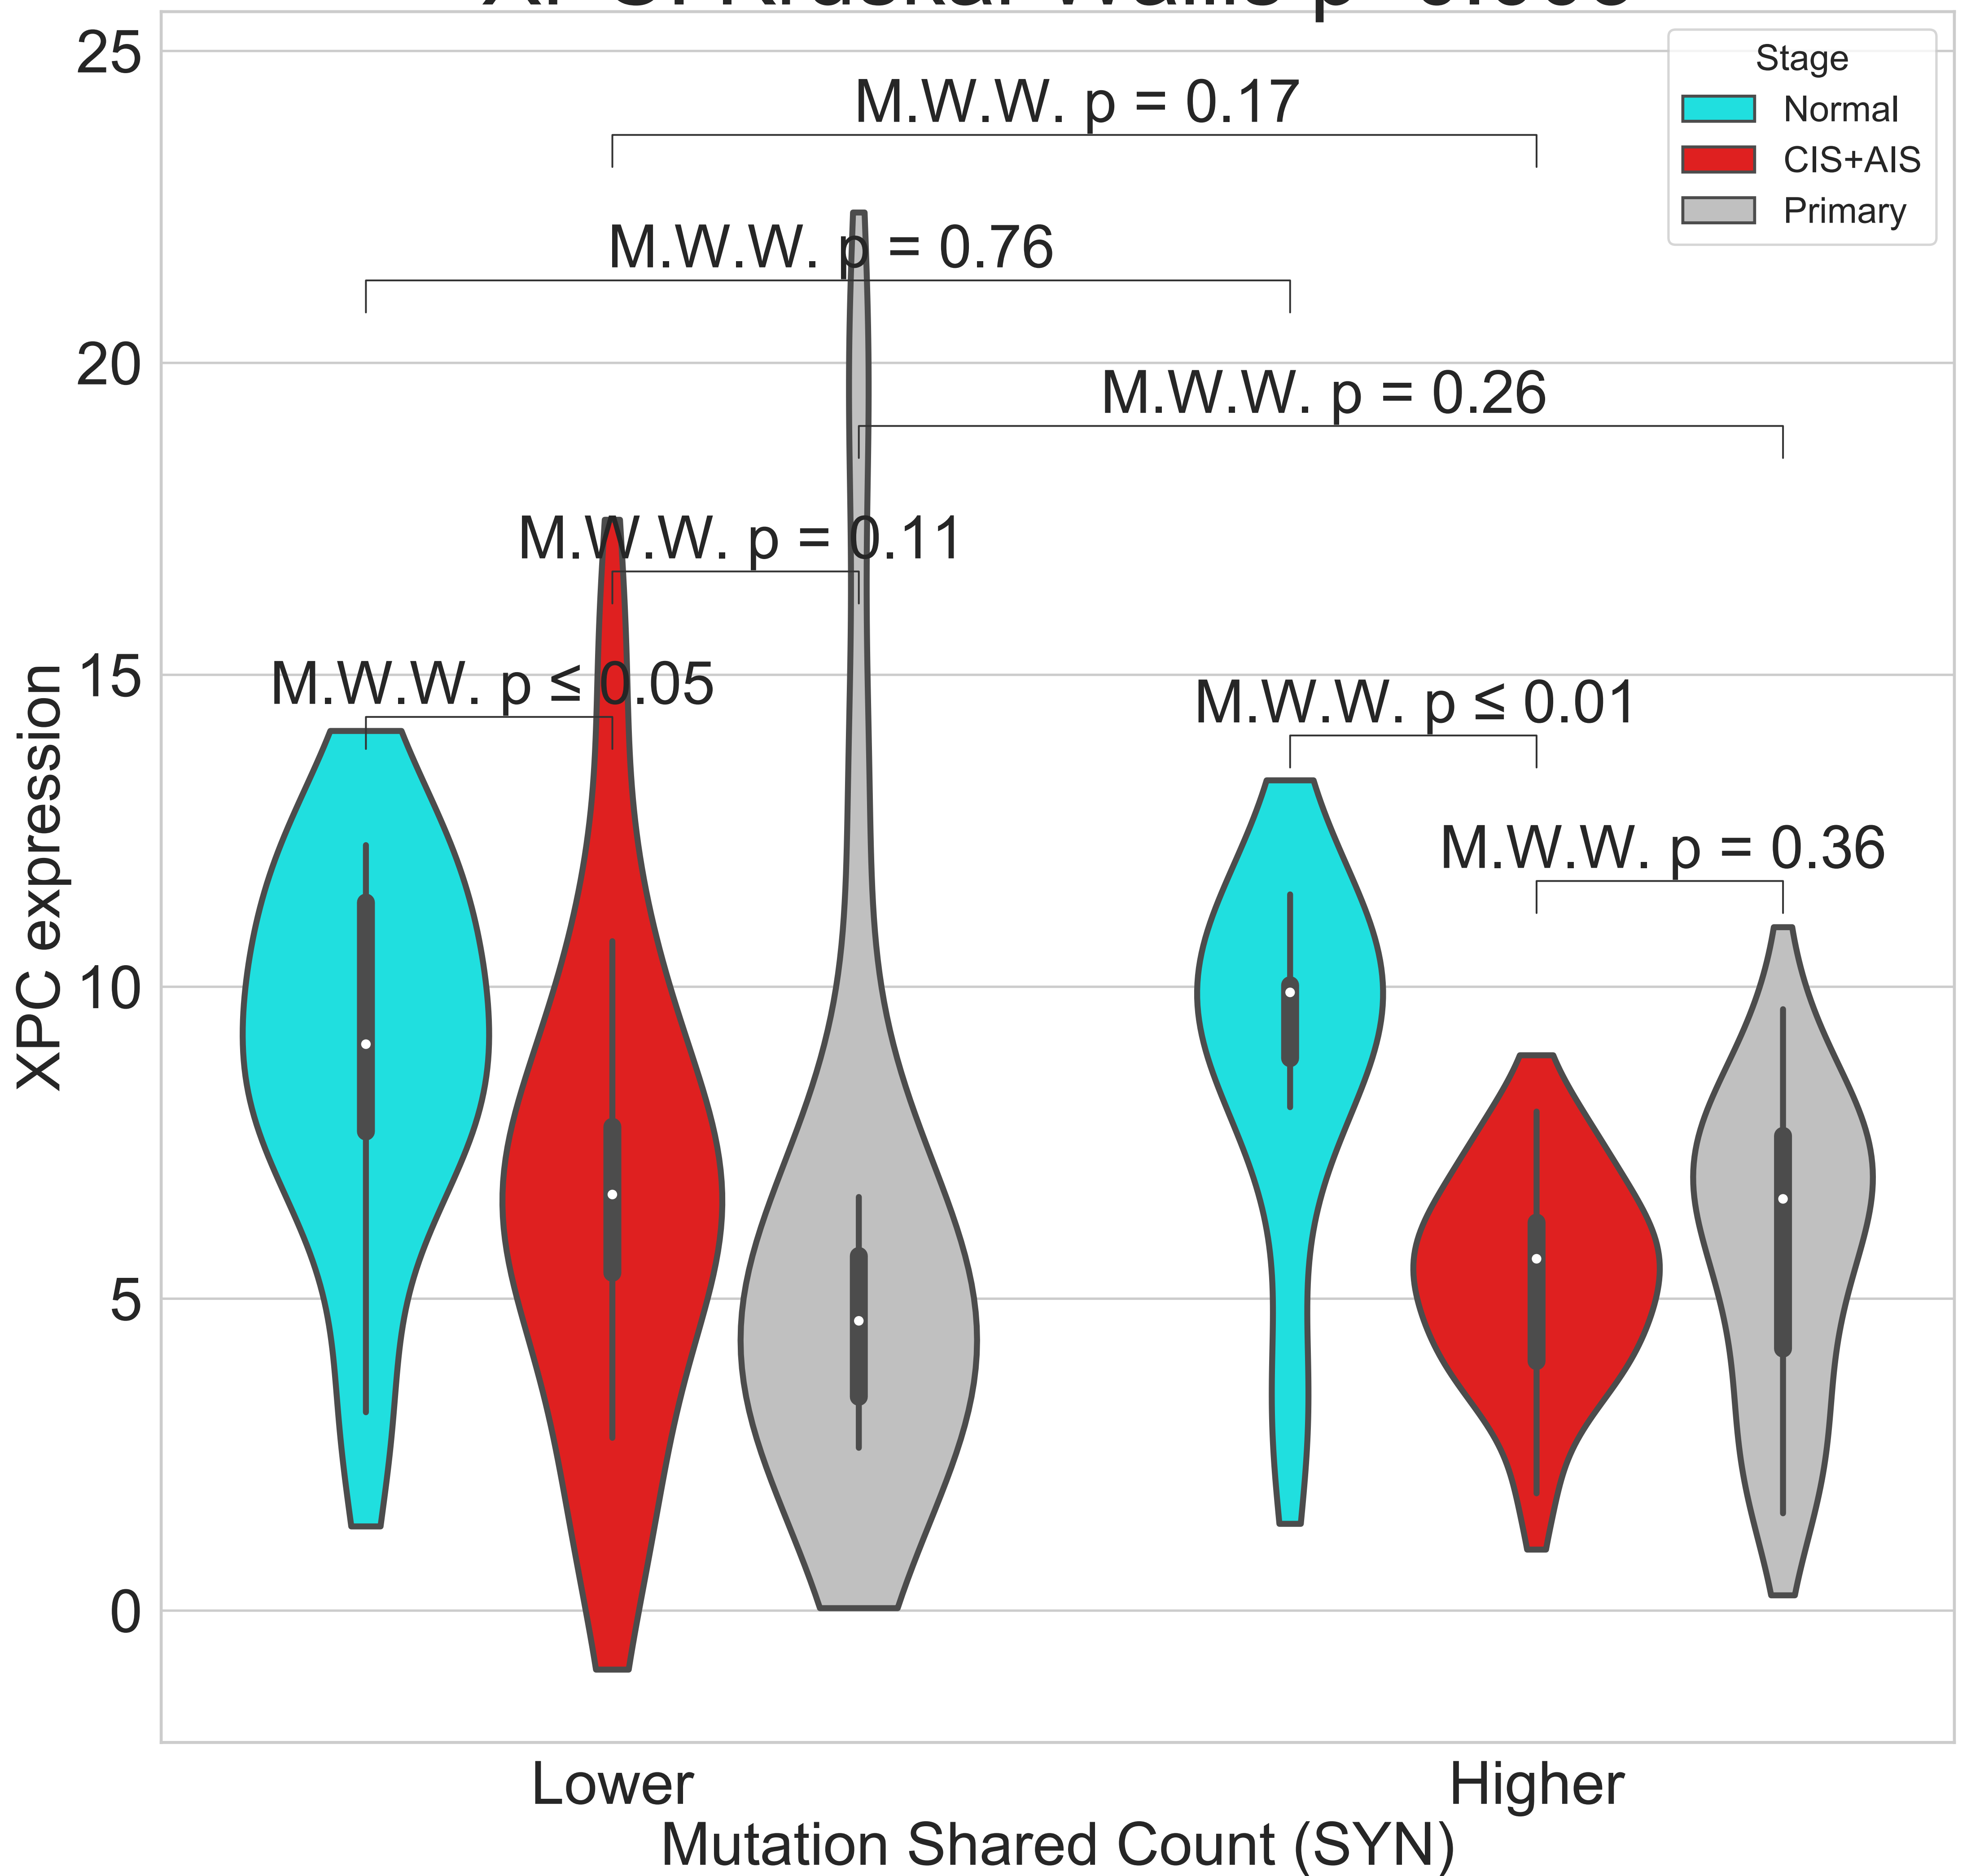 25
20
15
10
5
0
XPC expression
M.W.W. p = 0.17
M.W.W. p = 0.76
M.W.W. p = 0.26
M.W.W. p = 0.11
M.W.W. p ≤ 0.05
M.W.W. p ≤ 0.01
M.W.W. p = 0.36
Stage
Normal
CIS+AIS
Primary
Lower
Higher
Mutation Shared Count (SYN)